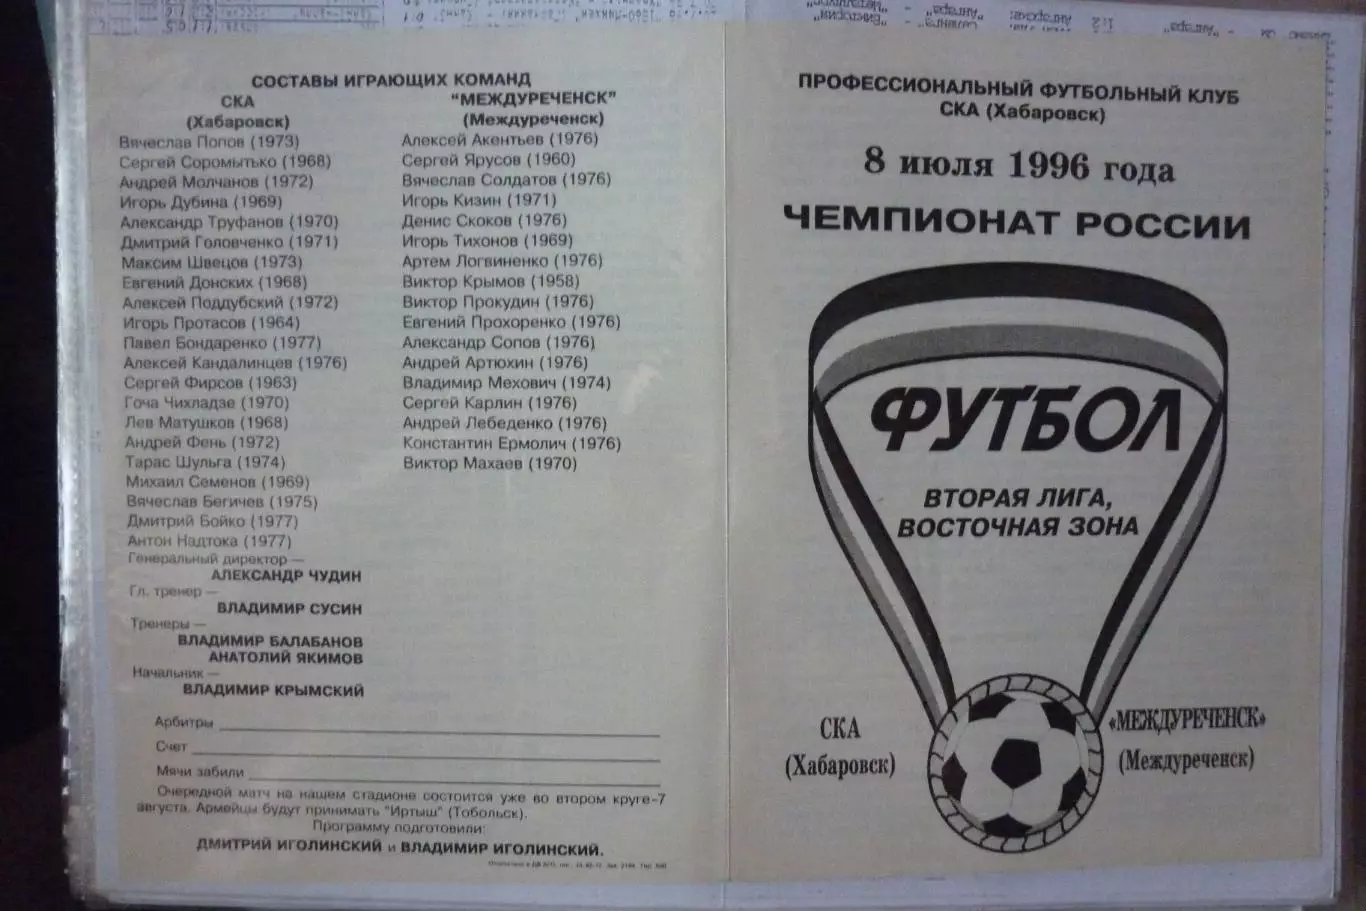 СОСТАВЫ ИГРАЮЩИХ КОМАНД
СКА
(Хабаровск)
Вячеслав Попов (1973)
Сергей Соромытько (1968)
Андрей Молчанов (1972)
Игорь Дубина (1969)
Александр Труфанов (1970)
Дмитрий Головченко (1971)
Максим Швецов (1973)
Евгений Донских (1968)
Алексей Поддубский (1972)
Игорь Протасов (1964)
Павел Бондаренко (1977)
Алексей Кандалинцев (1976)
Сергей Фирсов (1963)
Гоча Чихладзе (1970)
Лев Матушков (1968)
Андрей Фень (1972)
Тарас Шульга (1974)
Михаил Семенов (1969)
Вячеслав Бегичев (1975)
Дмитрий Бойко (1977)
Антон Надтока (1977)
Генеральный директор —
АЛЕКСАНДР ЧУДИН
Гл. тренер —
ВЛАДИМИР СУСИН
Тренеры —
ВЛАДИМИР БАЛАБАНОВ
АНАТОЛИЙ ЯКИМОВ
Начальник —
ВЛАДИМИР КРЫМСКИЙ
"МЕЖДУРЕЧЕНСК"
(Междуреченск)
Алексей Акентьев (1976)
Сергей Ярусов (1960)
Вячеслав Солдатов (1976)
Игорь Кизин (1971)
Денис Скоков (1976)
Игорь Тихонов (1969)
Артем Логвиненко (1976)
Виктор Крымов (1958)
Виктор Прокудин (1976)
Евгений Прохоренко (1976)
Александр Сопов (1976)
Андрей Артюхин (1976)
Владимир Мехович (1974)
Сергей Карлин (1976)
Андрей Лебеденко (1976)
Константин Ермолич (1976)
Виктор Махаев (1970)
Арбитры
Счет
Мячи забили
Очередной матч на нашем стадионе состоится уже во втором круге-7
августа. Армейцы будут принимать "Иртыш" (Тобольск).
Программу подготовили:
ДМИТРИЙ ИГОЛИНСКИЙ и ВЛАДИМИР ИГОЛИНСКИЙ.
ПРОФЕССИОНАЛЬНЫЙ ФУТБОЛЬНЫЙ КЛУБ
СКА (Хабаровск)
8 июля 1996 года
ЧЕМПИОНАТ РОССИИ
ФУТБОЛ
ВТОРАЯ ЛИГА,
ВОСТОЧНАЯ ЗОНА
СКА
(Хабаровск)
«МЕЖДУРЕЧЕНСК»
(Междуреченск)